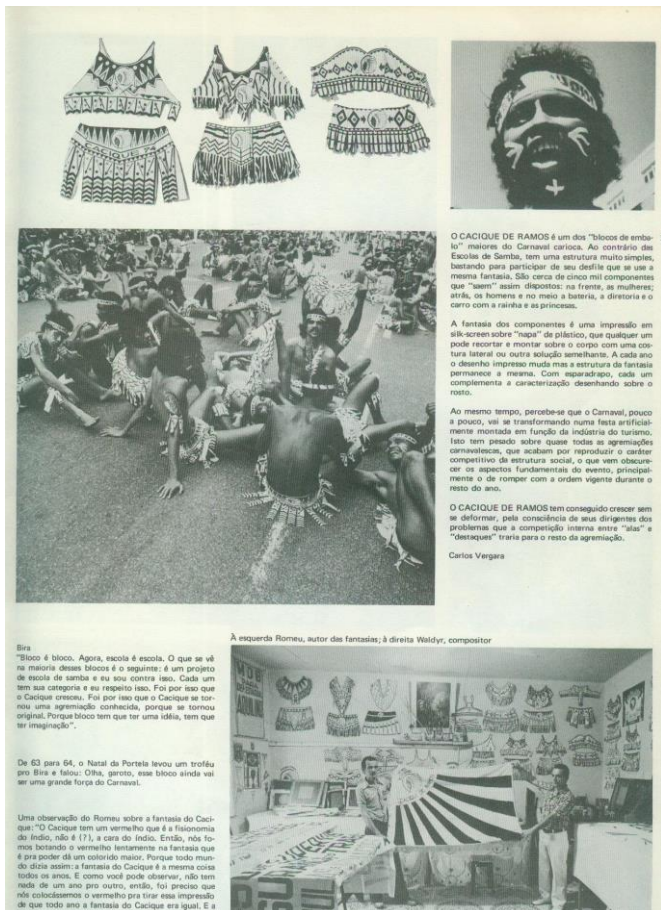 O CACIQUE DE RAMOS é um dos "blocos de emba-
lo" maiores do Carnaval carioca. Ao contrário das
Escolas de Samba, tem uma estrutura muito simples,
bastando para participar de seu desfile que se use a
mesma fantasia. São cerca de cinco mil componentes
que "saem" assim dispostos: na frente, as mulheres;
atrás, os homens e no meio a bateria, a diretoria e o
carro com a rainha e as princesas.
A fantasia dos componentes é uma impressão em
silk-screen sobre "napa" de plástico, que qualquer um
pode recortar e montar sobre o corpo com uma cos-
tura lateral ou outra solução semelhante. A cada ano
o desenho impresso muda mas a estrutura da fantasia
permanece a mesma. Com esparadrapo, cada um
complementa a caracterização desenhando sobre o
rosto.
Ao mesmo tempo, percebe-se que o Carnaval, pouco
a pouco, vai se transformando numa festa artificial-
mente montada em função da indústria do turismo.
Isto tem pesado sobre quase todas as agremiações
carnavalescas, que acabam por reproduzir o caráter
competitivo da estrutura social, o que vem obscure-
cer os aspectos fundamentais do evento, principal-
mente o de romper com a ordem vigente durante o
resto do ano.
O CACIQUE DE RAMOS tem conseguido crescer sem
se deformar, pela consciência de seus dirigentes dos
problemas que a competição interna entre "alas" e
"destaques" traria para o resto da agremiação.
Carlos Vergara
Bira
"Bloco é bloco. Agora, escola é escola. O que se vê
na maioria desses blocos é o seguinte: é um projeto
de escola de samba e eu sou contra isso. Cada um
tem sua categoria e eu respeito isso. Foi por isso que
o Cacique cresceu. Foi por isso que o Cacique se tor-
nou uma agremiação conhecida, porque se tornou
original. Porque bloco tem que ter uma idéia, tem que
ter imaginação".
De 63 para 64, o Natal da Portela levou um troféu
pro Bira e falou: Olha, garoto, esse bloco ainda vai
ser uma grande força do Carnaval.
Uma observação do Romeu sobre a fantasia do Caci-
que: "O Cacique tem um vermelho que é a fisionomia
do índio, não é (?), a cara do índio. Então, nós fo-
mos botando o vermelho lentamente na fantasia que
é pra poder dá um colorido maior. Porque todo mun-
do dizia assim: a fantasia do Cacique é a mesma coisa
todos os anos. E como você pode observar, não tem
nada de um ano pro outro, então, foi preciso que
nós colocássemos o vermelho pra tirar essa impressão
de que todo ano a fantasia do Cacique era igual. E a
À esquerda Romeu, autor das fantasias; à direita Waldyr, compositor